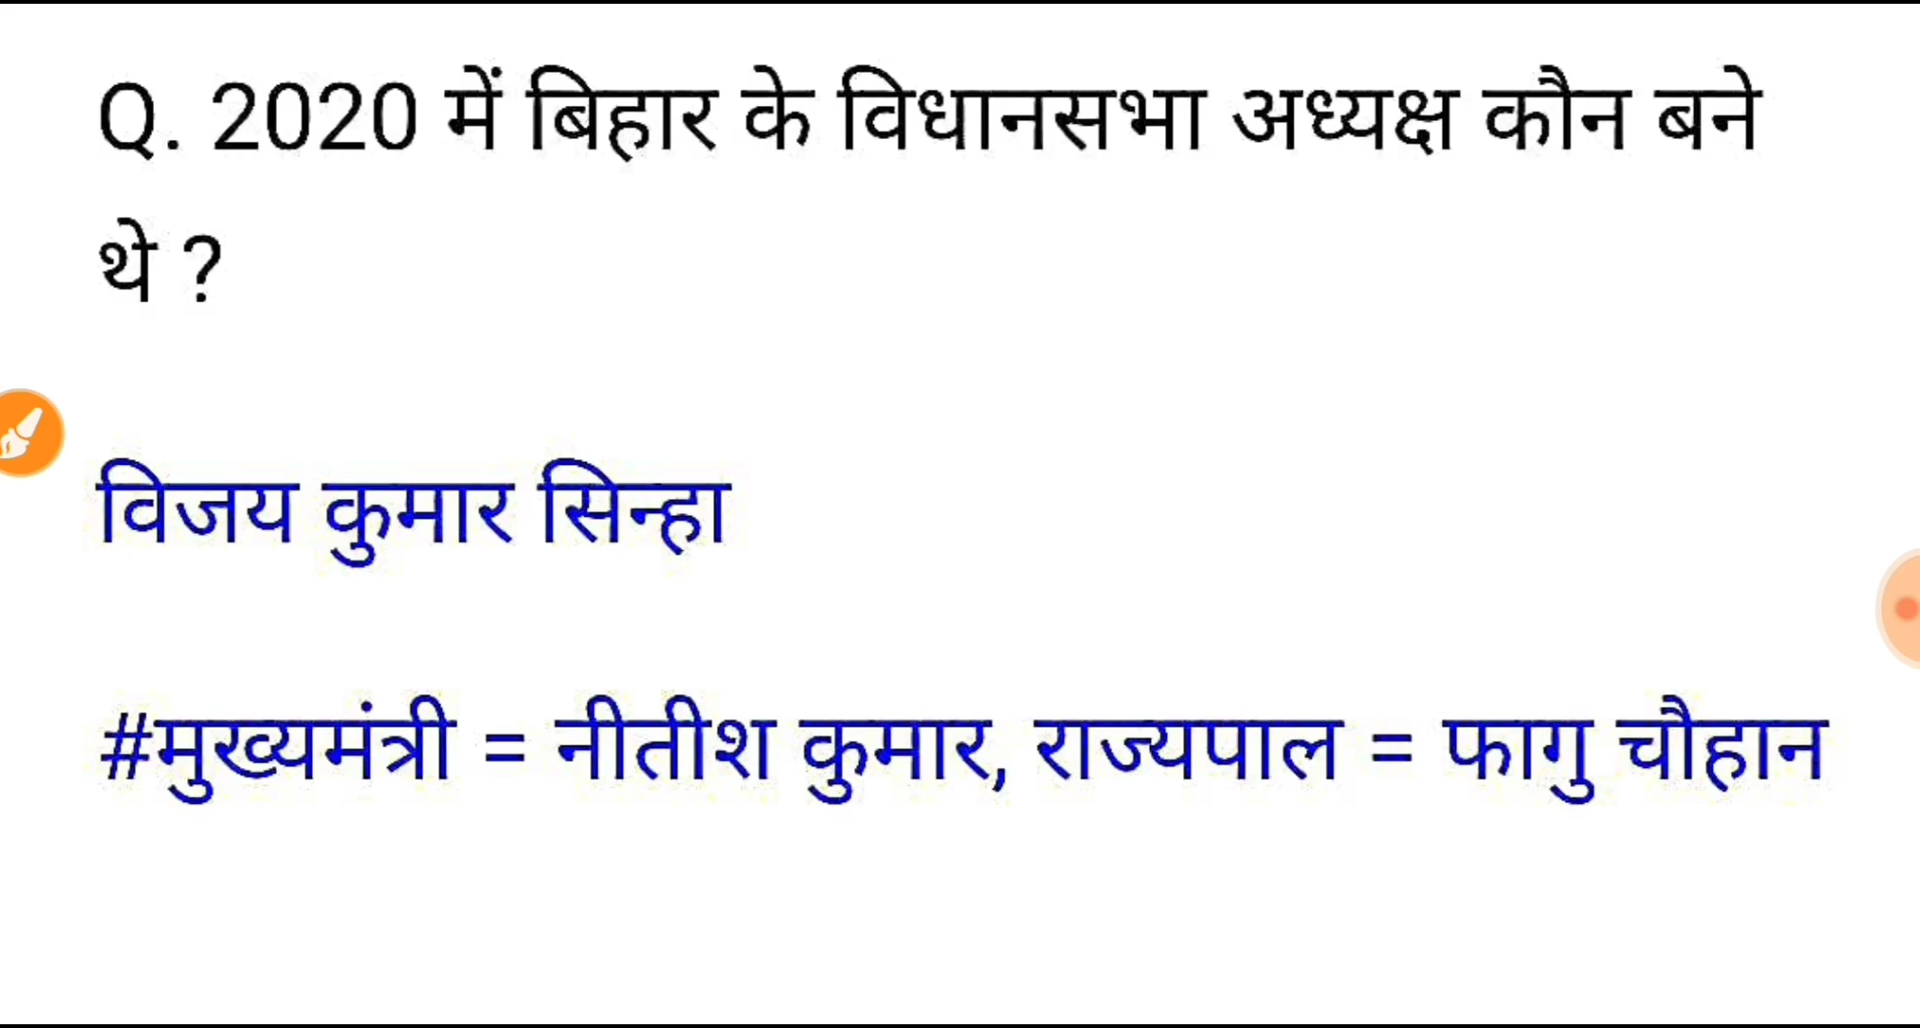 Q. 2020 में बिहार के विधानसभा अध्यक्ष कौन बने
थे ?
विजय कुमार सिन्हा
#मुख्यमंत्री = नीतीश कुमार, राज्यपाल = फागु चौहान